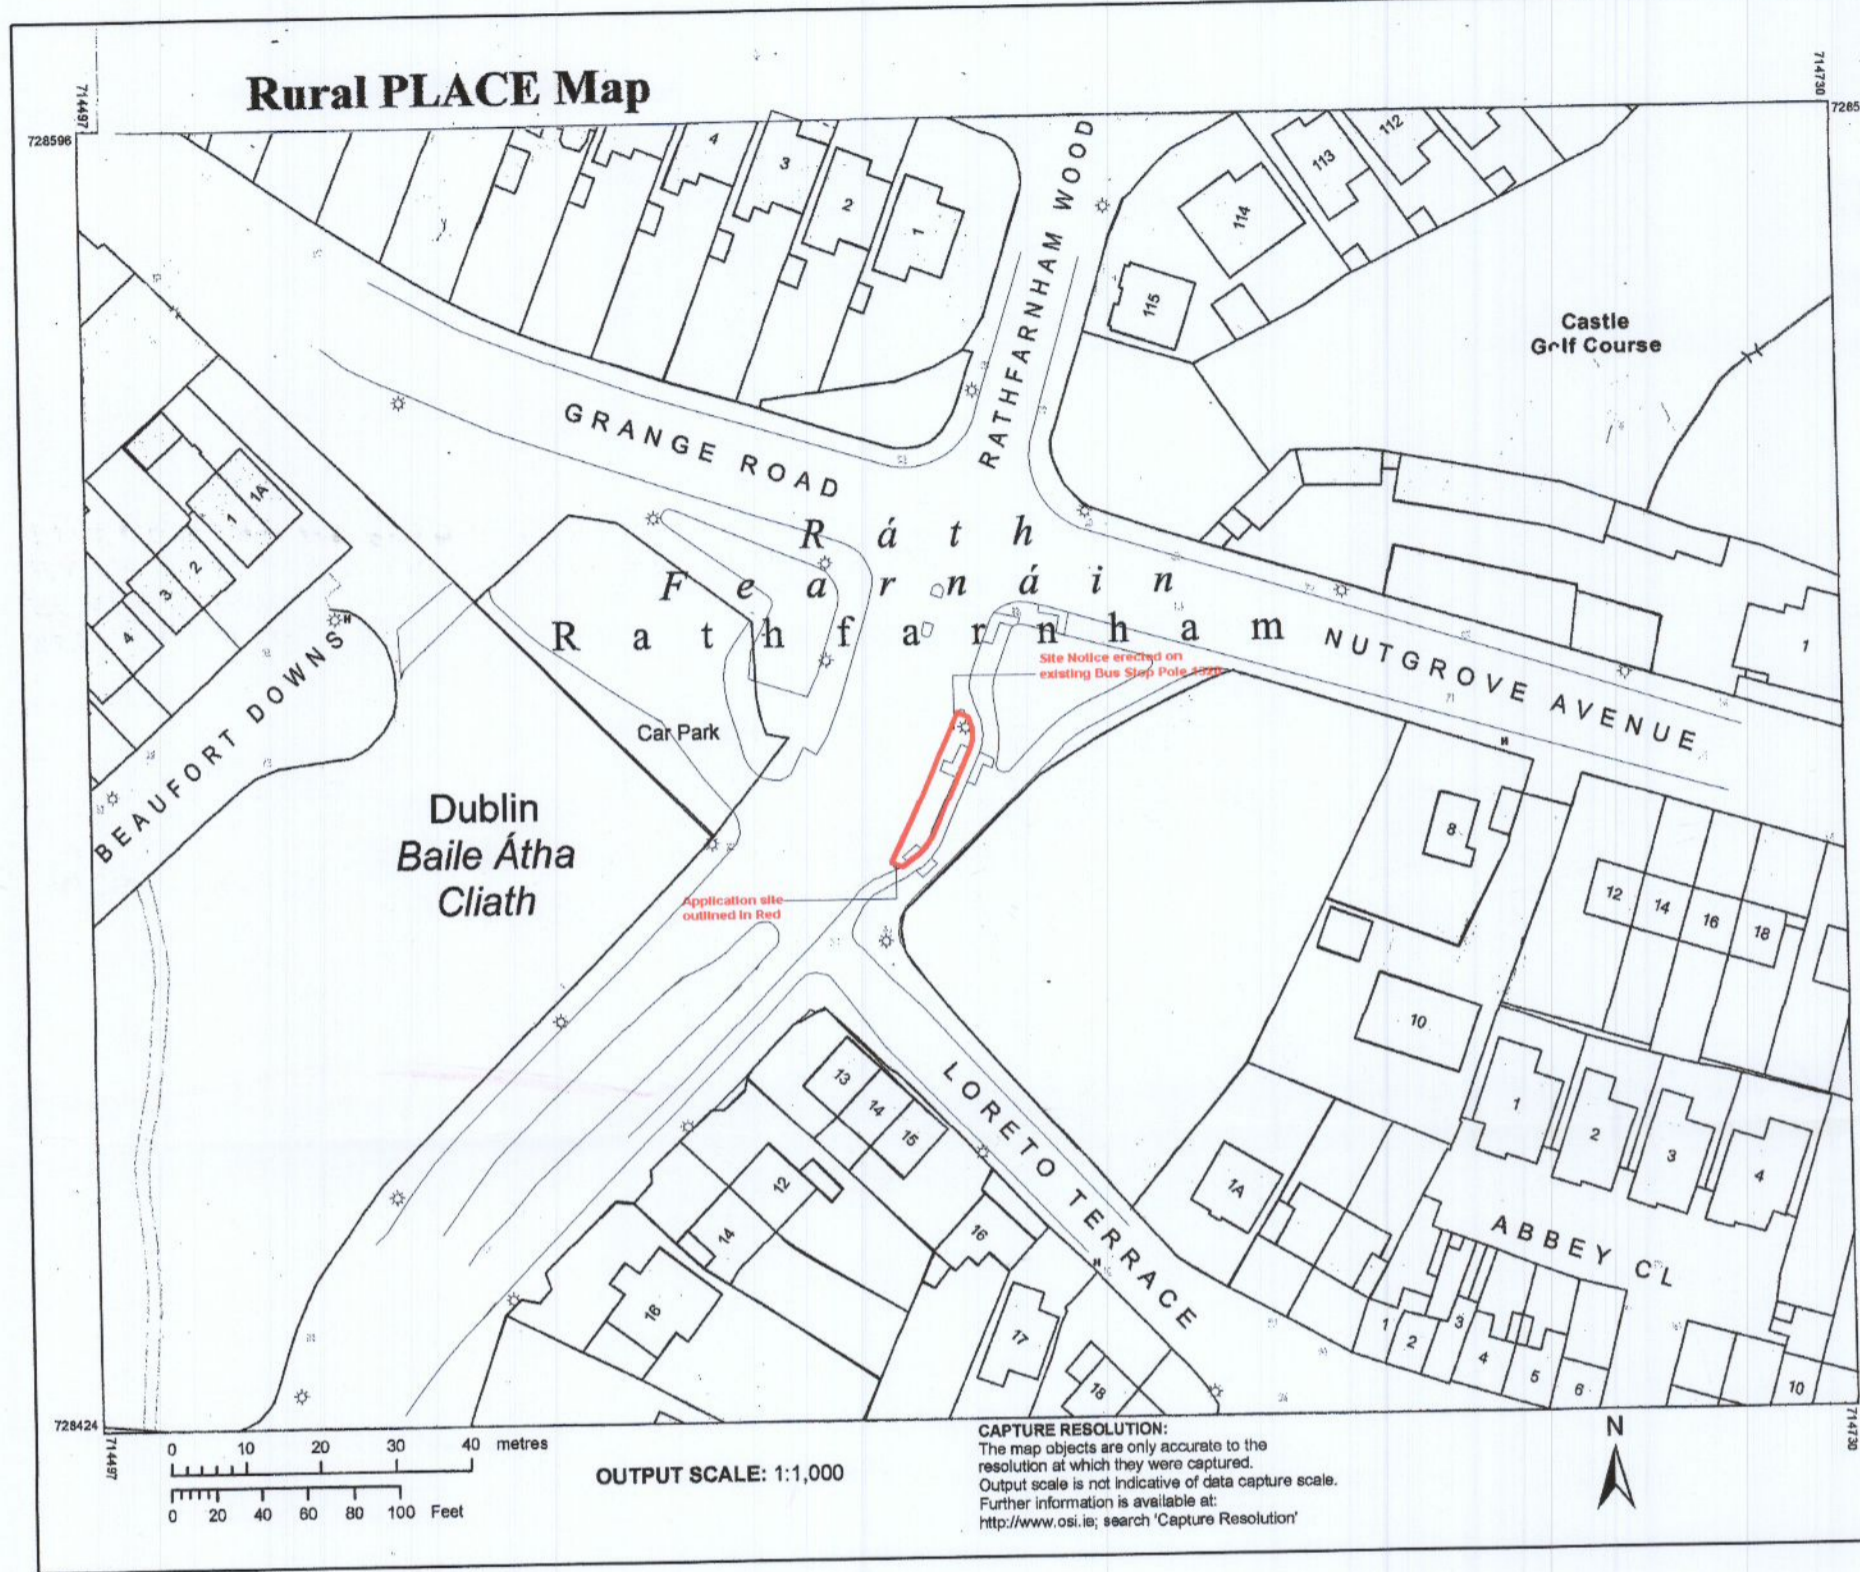 Rural PLACE Map
714497
714730
728596
7285
4
3
2
1
112
113
114
115
RATHFARNHAM WOOD
Castle
Golf Course
GRANGE ROAD
1A
1
2
3
4
Ráth
Fearnáin
Rathfarnham
NUTGROVE AVENUE
1
H
Site Notice erected on
existing Bus Stop Pole
BEAUFORT DOWNS
Car Park
H
Dublin
Baile Átha
Cliath
8
12
14
16
18
Application site
outlined in Red
10
13
14
15
LORETO TERRACE
12
14
16
17
18
18
H
1A
1
2
3
4
ABBEY CL
1
2
3
4
5
6
10
728424
714497
714730
0 10 20 30 40 metres
0 20 40 60 80 100 Feet
OUTPUT SCALE: 1:1,000
CAPTURE RESOLUTION:
The map objects are only accurate to the
resolution at which they were captured.
Output scale is not indicative of data capture scale.
Further information is available at:
http://www.osi.ie; search 'Capture Resolution'
N